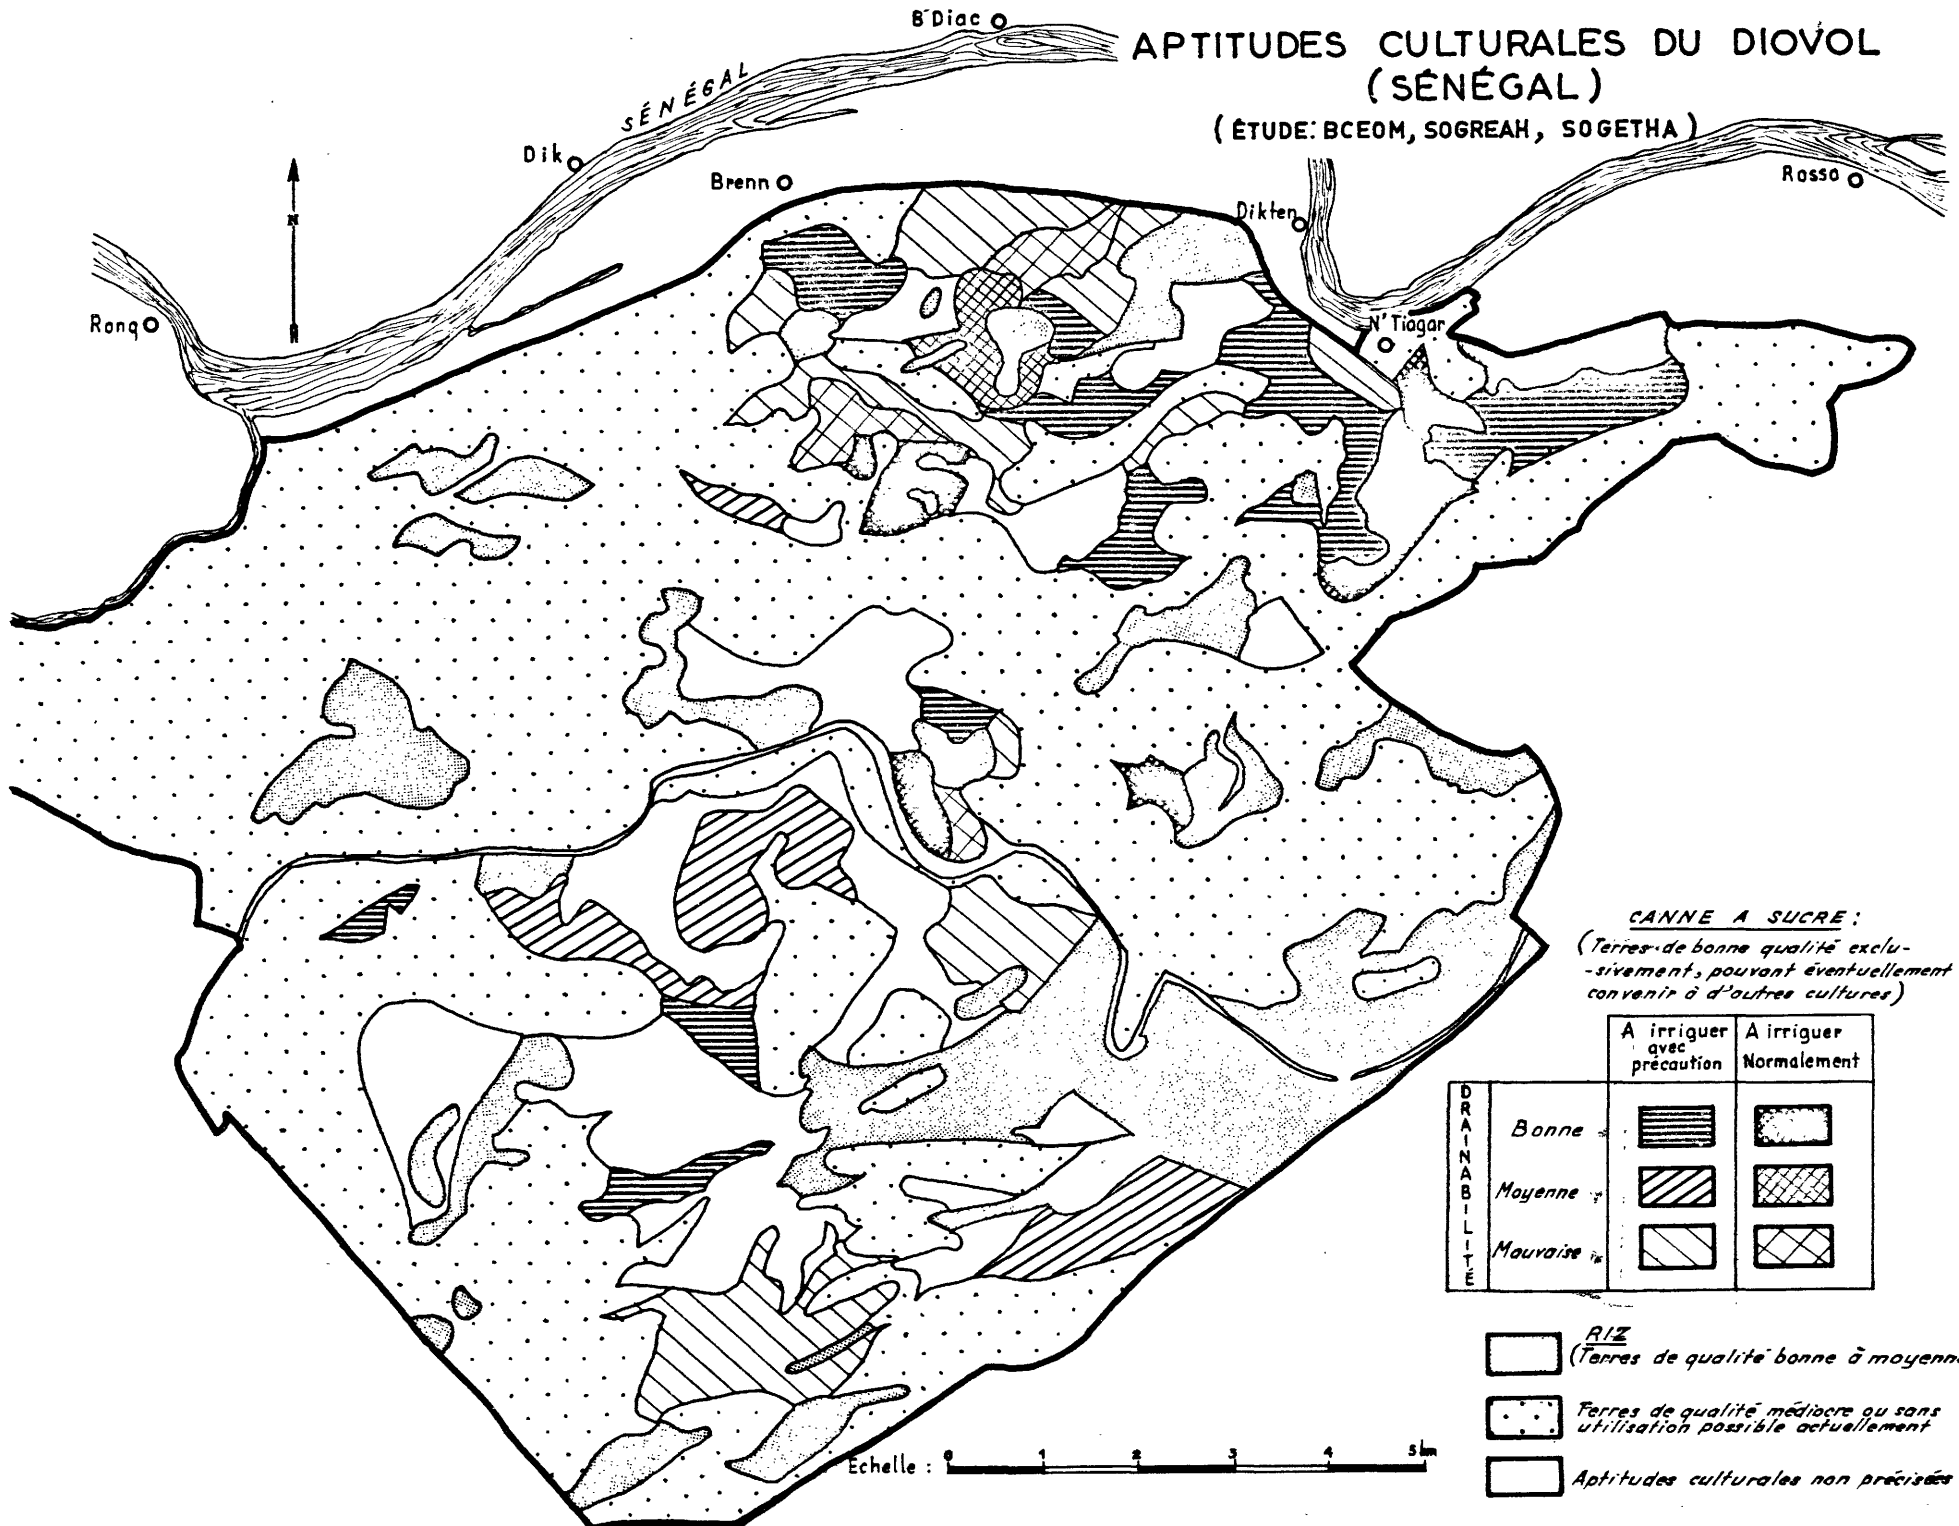 APTITUDES CULTURALES DU DIOVOL
(SÉNÉGAL)
(ÉTUDE: BCEOM, SOGREAH, SOGETHA)
B'Diac
SÉNÉGAL
Dik
Brenn
Dikten
Rosso
Ronq
N
N'Tiagar
CANNE A SUCRE:
(Terres de bonne qualité exclu-
-sivement, pouvant éventuellement
convenir à d'autres cultures)
A irriguer
avec
précaution
A irriguer
Normalement
DRAINABILITÉ
Bonne
Moyenne
Mauvaise
RIZ
(Terres de qualité bonne à moyenne
Terres de qualité médiocre ou sans
utilisation possible actuellement
Aptitudes culturales non précisées
Echelle : 0 1 2 3 4 5 km